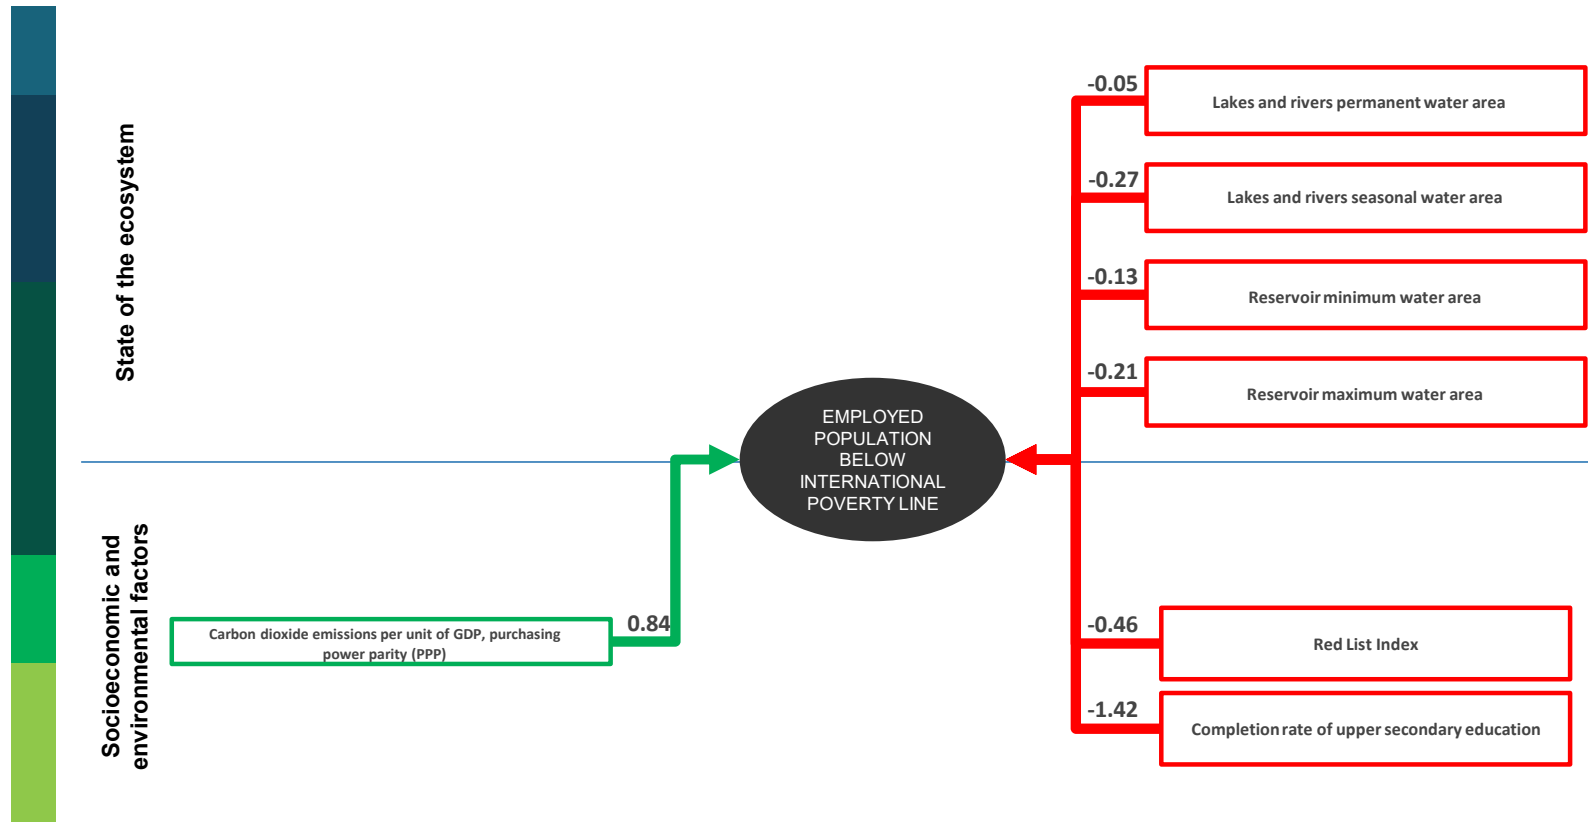 State of the ecosystem
-0.05
Lakes and rivers permanent water area
-0.27
Lakes and rivers seasonal water area
-0.13
Reservoir minimum water area
-0.21
Reservoir maximum water area
EMPLOYED
POPULATION
BELOW
INTERNATIONAL
POVERTY LINE
Socioeconomic and
environmental factors
Carbon dioxide emissions per unit of GDP, purchasing
power parity (PPP)
0.84
-0.46
Red List Index
-1.42
Completion rate of upper secondary education